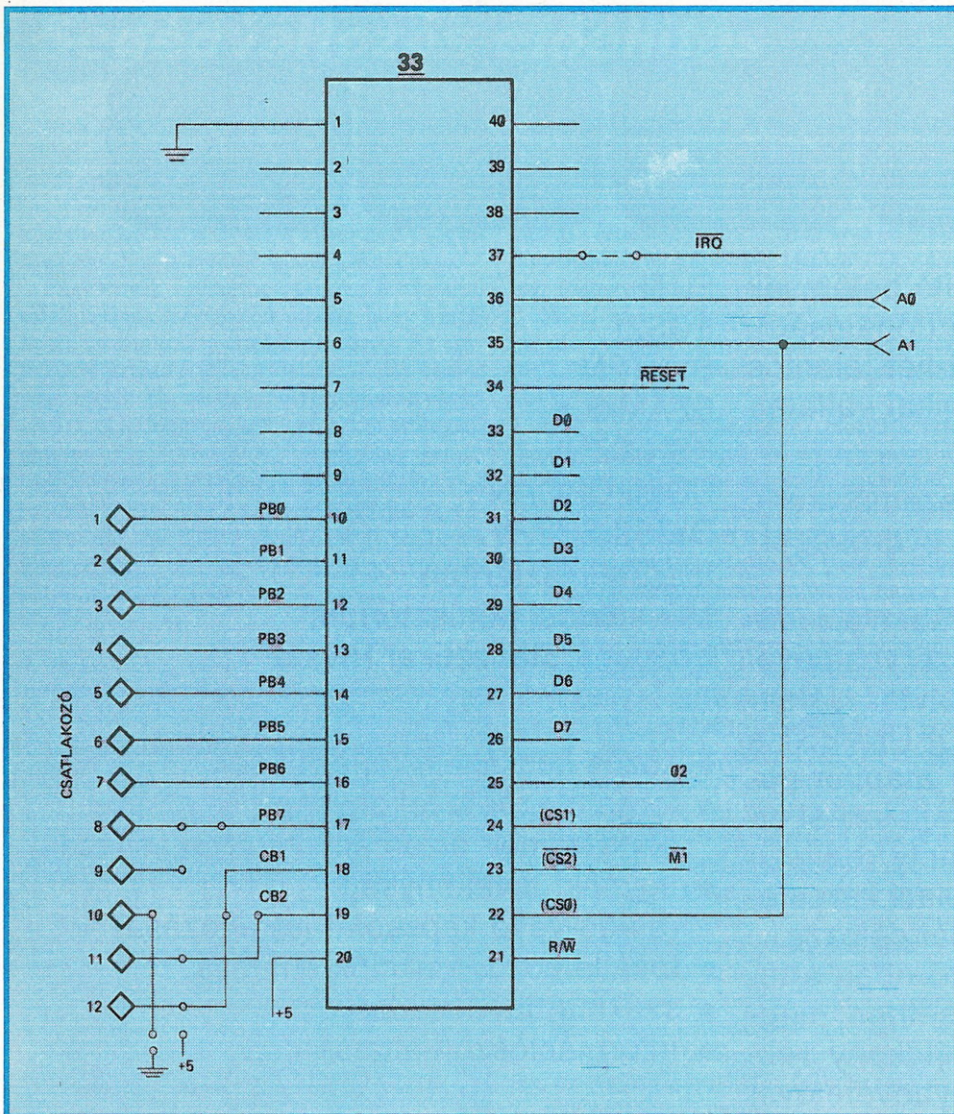 33
1 40
2 39
3 38
4 37 IRQ
5 36 A0
6 35 A1
7 34 RESET
8 33 D0
9 32 D1
1 PB0 10 31 D2
2 PB1 11 30 D3
3 PB2 12 29 D4
4 PB3 13 28 D5
5 PB4 14 27 D6
6 PB5 15 26 D7
7 PB6 16 25 02
8 PB7 17 24 (CS1)
9 CB1 18 23 (CS2) M1
10 CB2 19 22 (CS0)
11 20 21 R/W
12 +5
+5
CSATLAKOZÓ